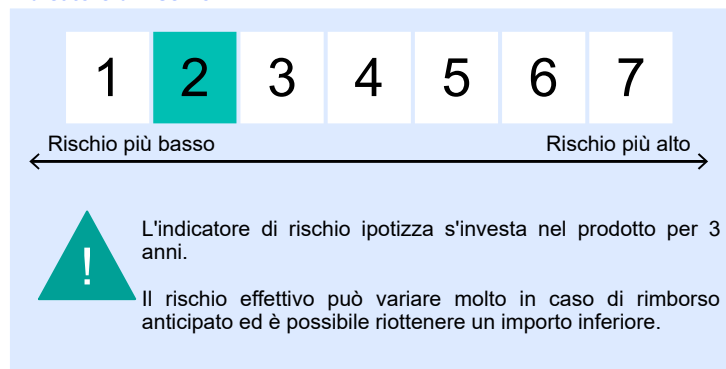 1 2 3 4 5 6 7
Rischio più basso Rischio più alto
! L'indicatore di rischio ipotizza s'investa nel prodotto per 3
anni.
Il rischio effettivo può variare molto in caso di rimborso
anticipato ed è possibile riottenere un importo inferiore.